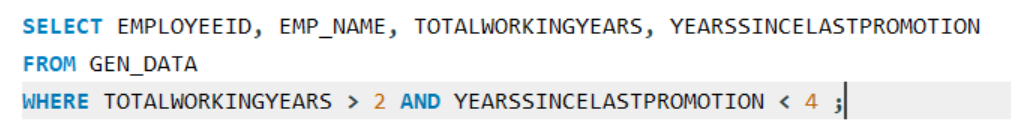 SELECT EMPLOYEEID, EMP_NAME, TOTALWORKINGYEARS, YEARSSINCELASTPROMOTION
FROM GEN_DATA
WHERE TOTALWORKINGYEARS > 2 AND YEARSSINCELASTPROMOTION < 4 ;